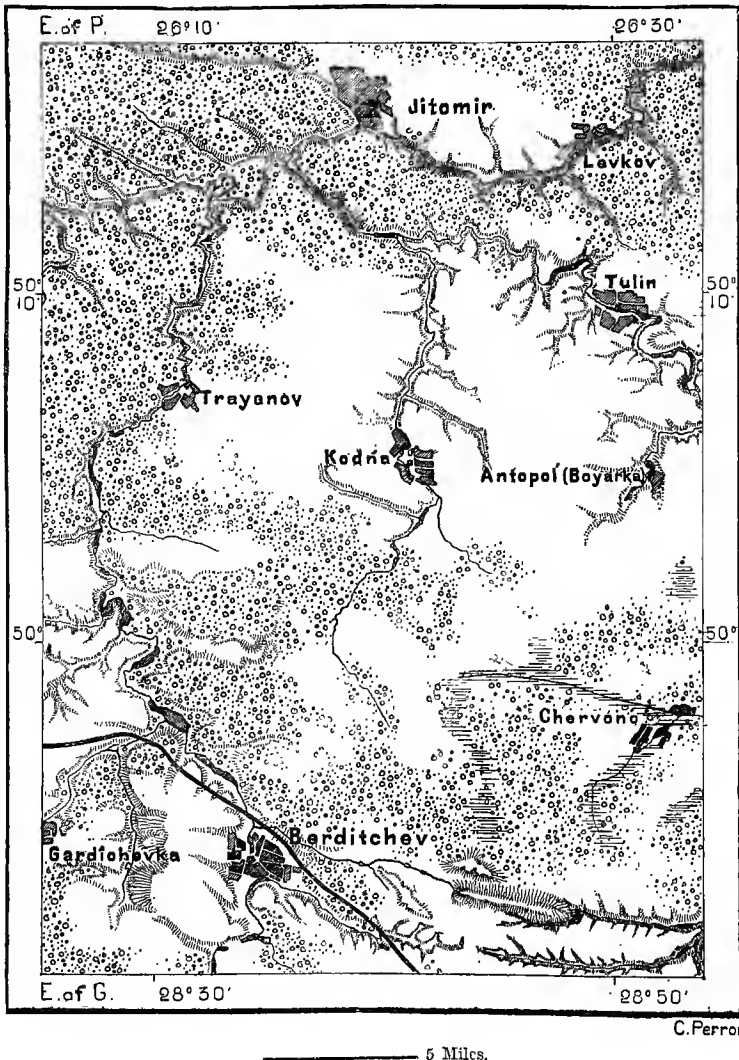 E. of P. 26°10' 26°30'
Jitomir
Levkov
50° 10' 50° 10'
Tulin
Trayanov
Kodna
Antopol (Boyarka)
50° 50°
Chervono
Berditchev
Gardichevka
E. of G. 28°30' 28°50'
C. Perron
5 Miles.